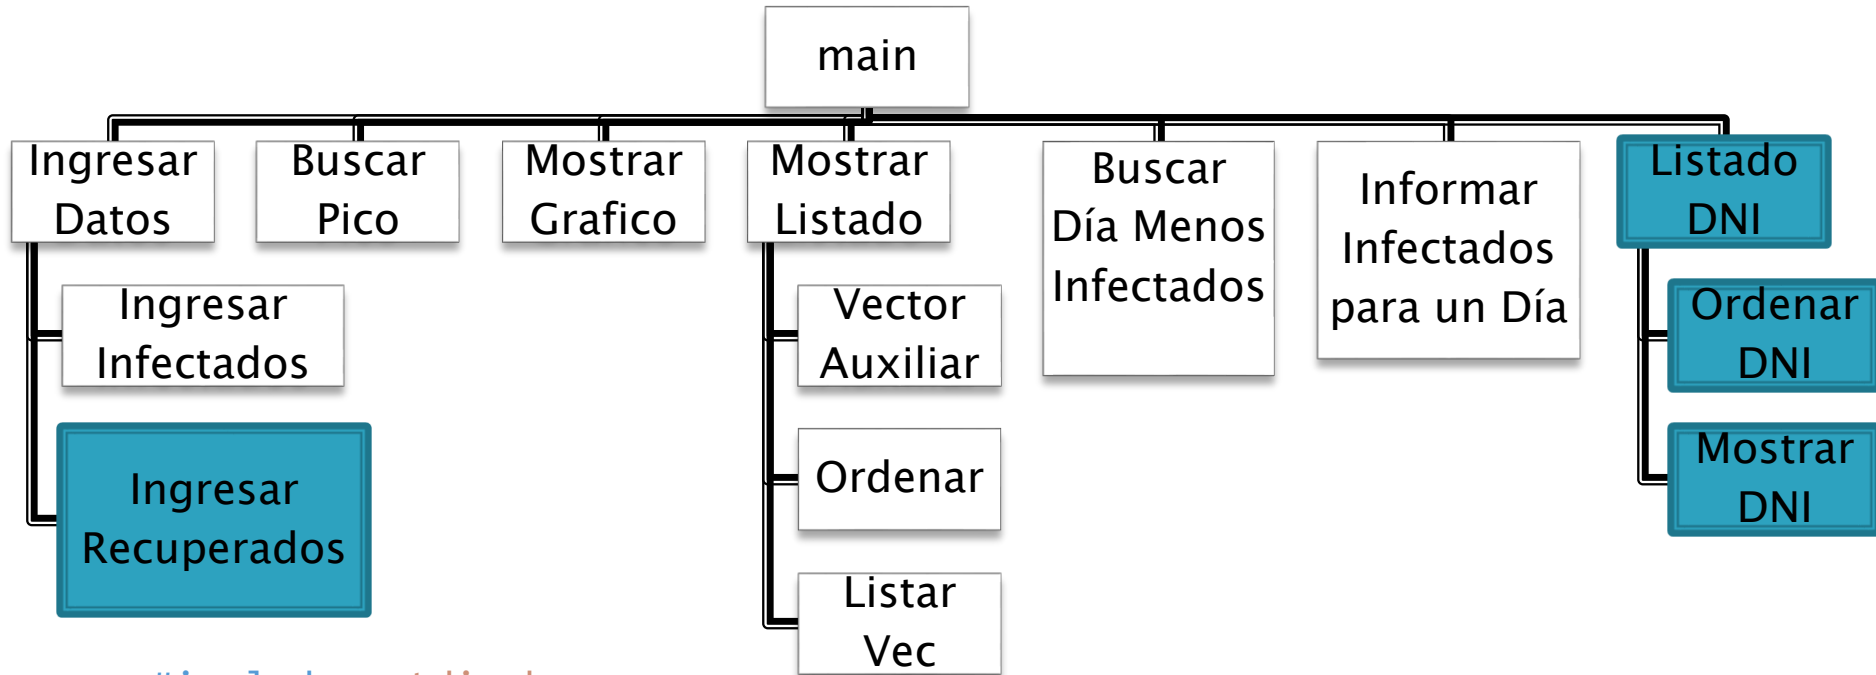 main
Ingresar
Datos
Buscar
Pico
Mostrar
Grafico
Mostrar
Listado
Buscar
Día Menos
Infectados
Informar
Infectados
para un Día
Listado
DNI
Ingresar
Infectados
Ingresar
Recuperados
Vector
Auxiliar
Ordenar
Listar
Vec
Ordenar
DNI
Mostrar
DNI